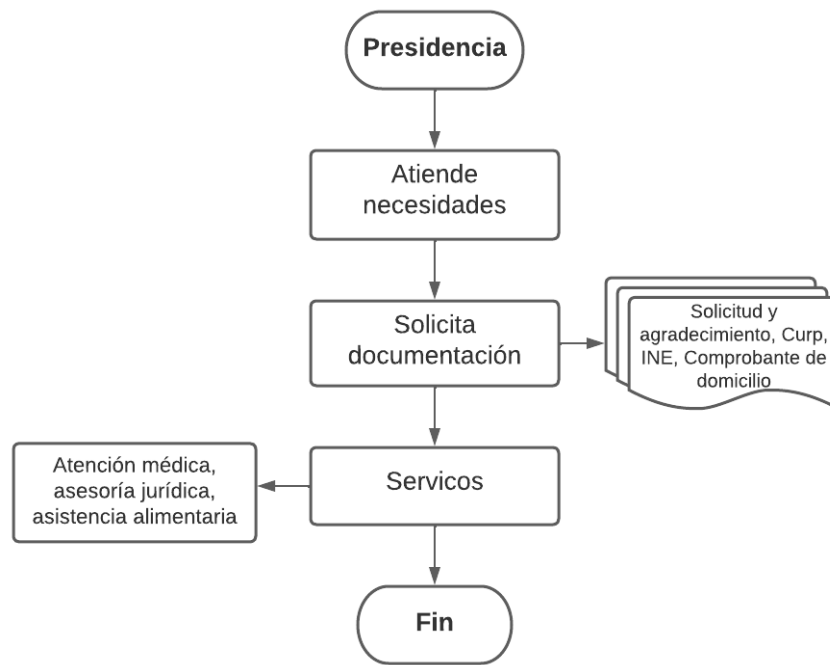 Presidencia
Atiende
necesidades
Solicita
documentación
Solicitud y
agradecimiento, Curp,
INE, Comprobante de
domicilio
Servicos
Atención médica,
asesoría jurídica,
asistencia alimentaria
Fin